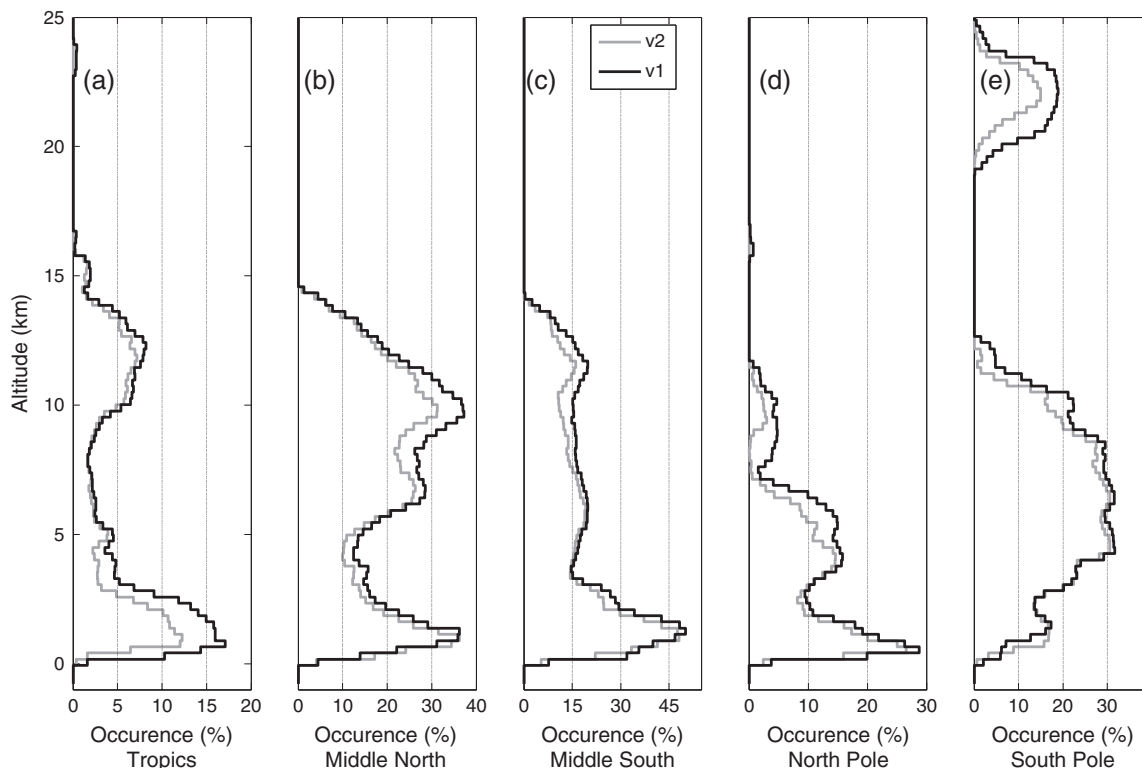 25
20
15
10
5
0
Altitude (km)
(a)
(b)
(c)
(d)
(e)
v2
v1
0 5 10 15 20
0 10 20 30 40
0 15 30 45
0 10 20 30
0 10 20 30
Occurence (%)
Tropics
Occurence (%)
Middle North
Occurence (%)
Middle South
Occurence (%)
North Pole
Occurence (%)
South Pole